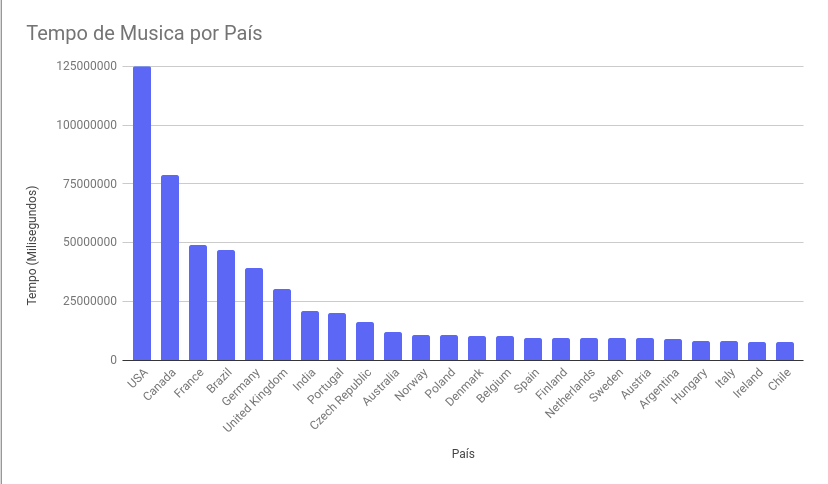 Tempo de Musica por País
Tempo (Milisegundos)
125000000
100000000
75000000
50000000
25000000
0
USA
Canada
France
Brazil
Germany
United Kingdom
India
Portugal
Czech Republic
Australia
Norway
Poland
Denmark
Belgium
Spain
Finland
Netherlands
Sweden
Austria
Argentina
Hungary
Italy
Ireland
Chile
País